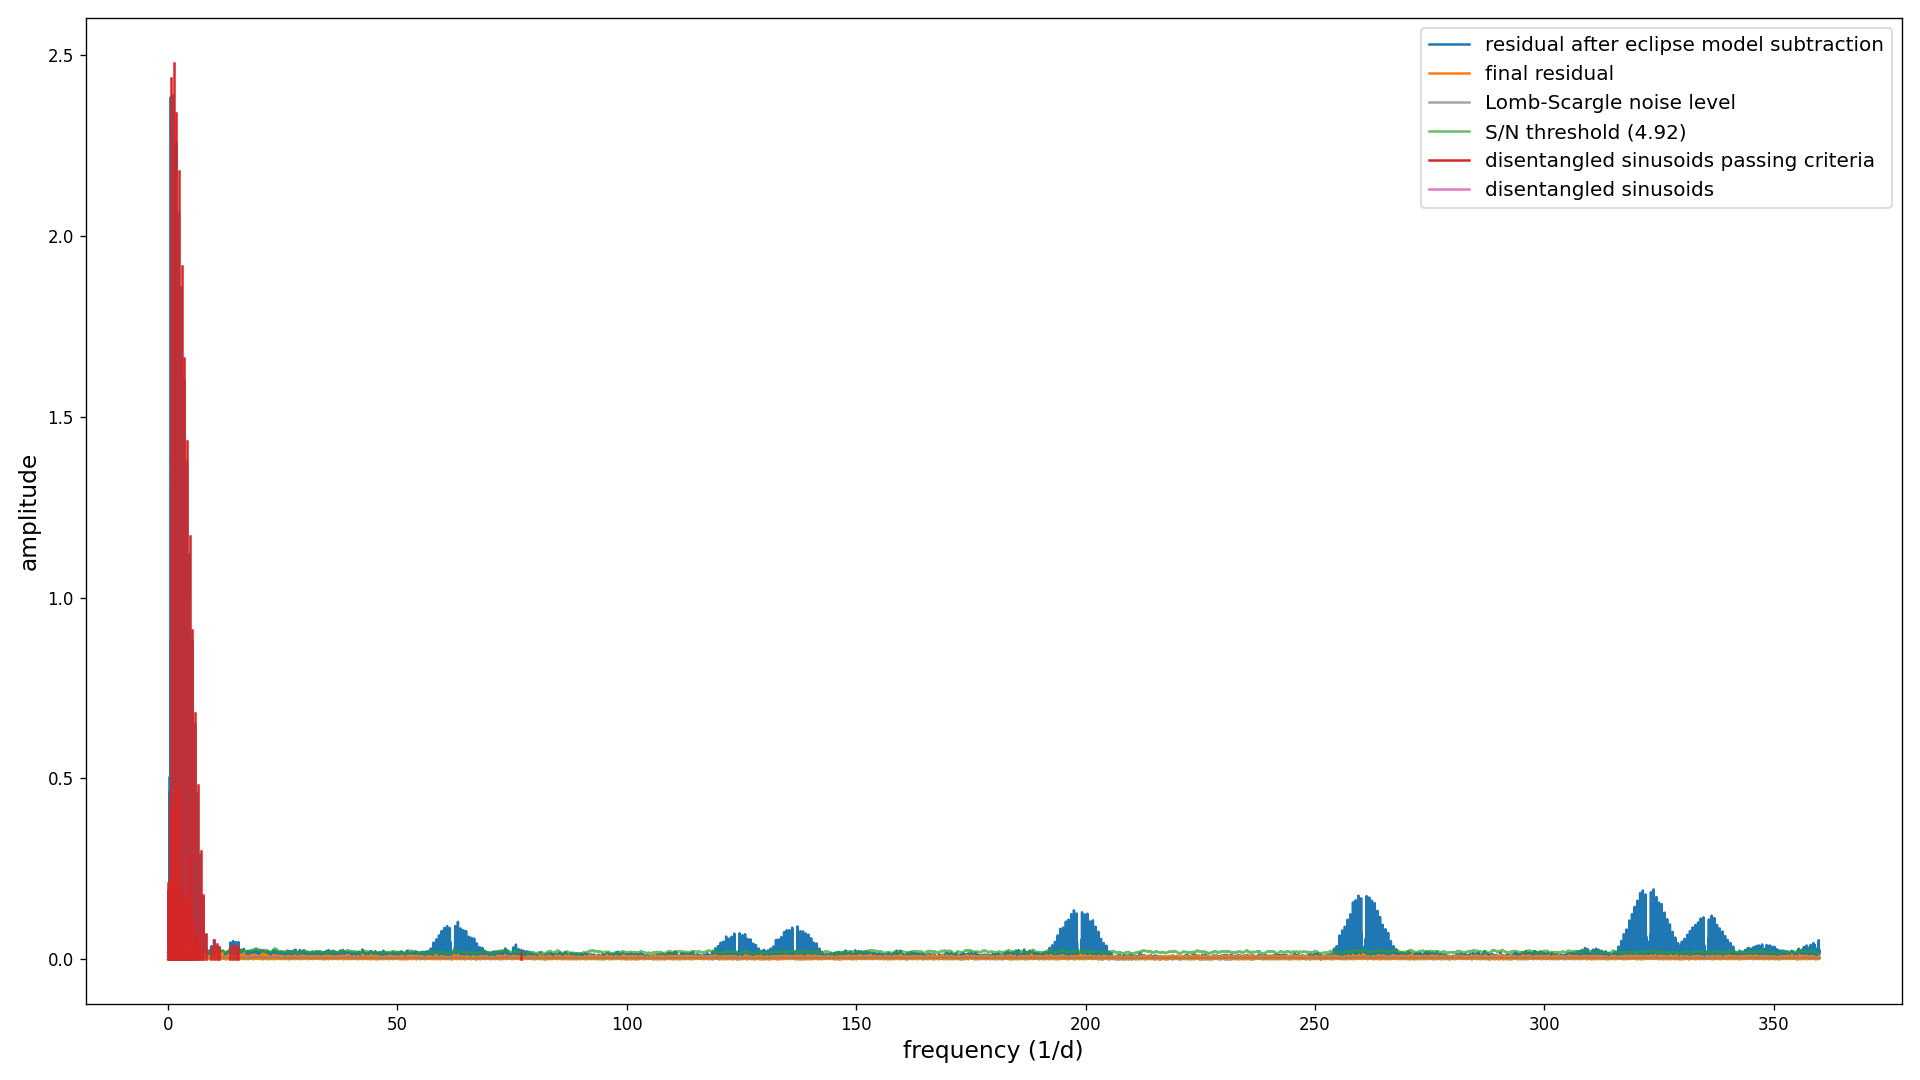 residual after eclipse model subtraction
final residual
Lomb-Scargle noise level
S/N threshold (4.92)
disentangled sinusoids passing criteria
disentangled sinusoids
2.5
2.0
1.5
1.0
0.5
0.0
amplitude
0 50 100 150 200 250 300 350
frequency (1/d)